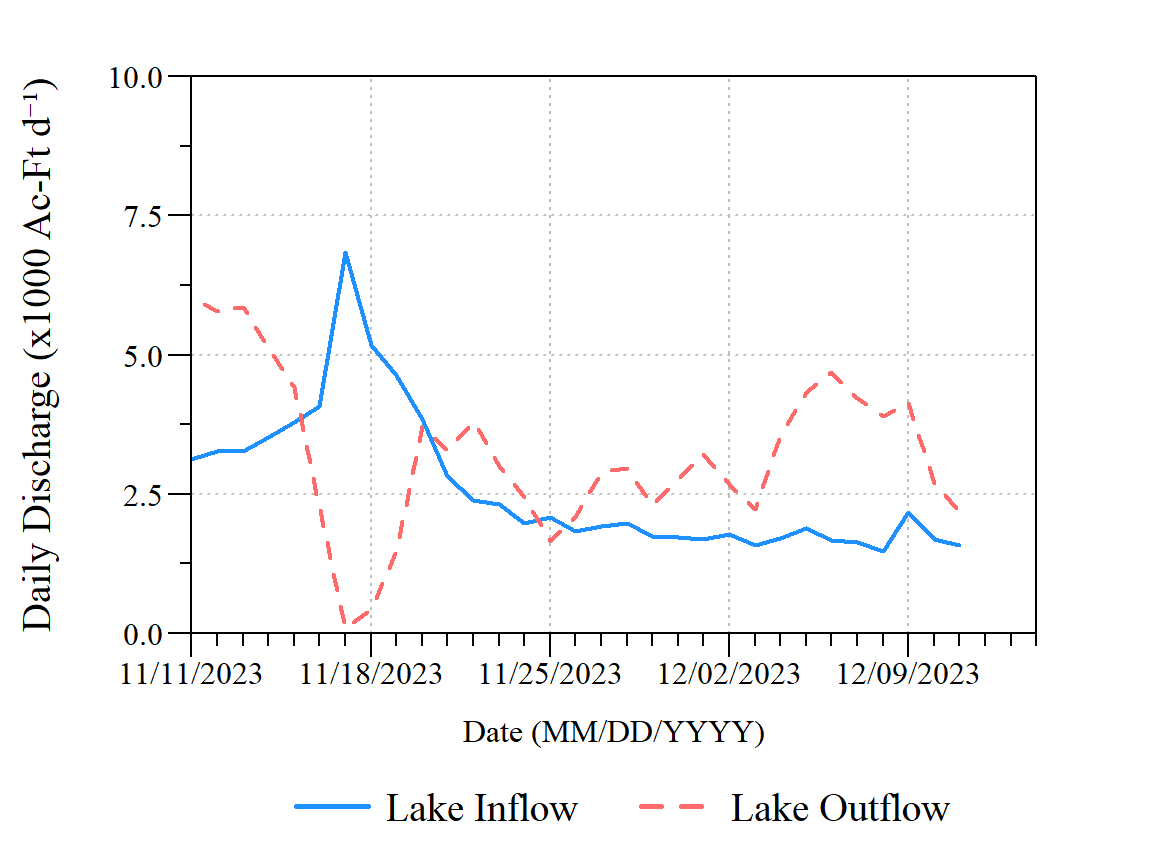 Daily Discharge (x1000 Ac-Ft d⁻¹)
10.0
7.5
5.0
2.5
0.0
11/11/2023 11/18/2023 11/25/2023 12/02/2023 12/09/2023
Date (MM/DD/YYYY)
Lake Inflow Lake Outflow